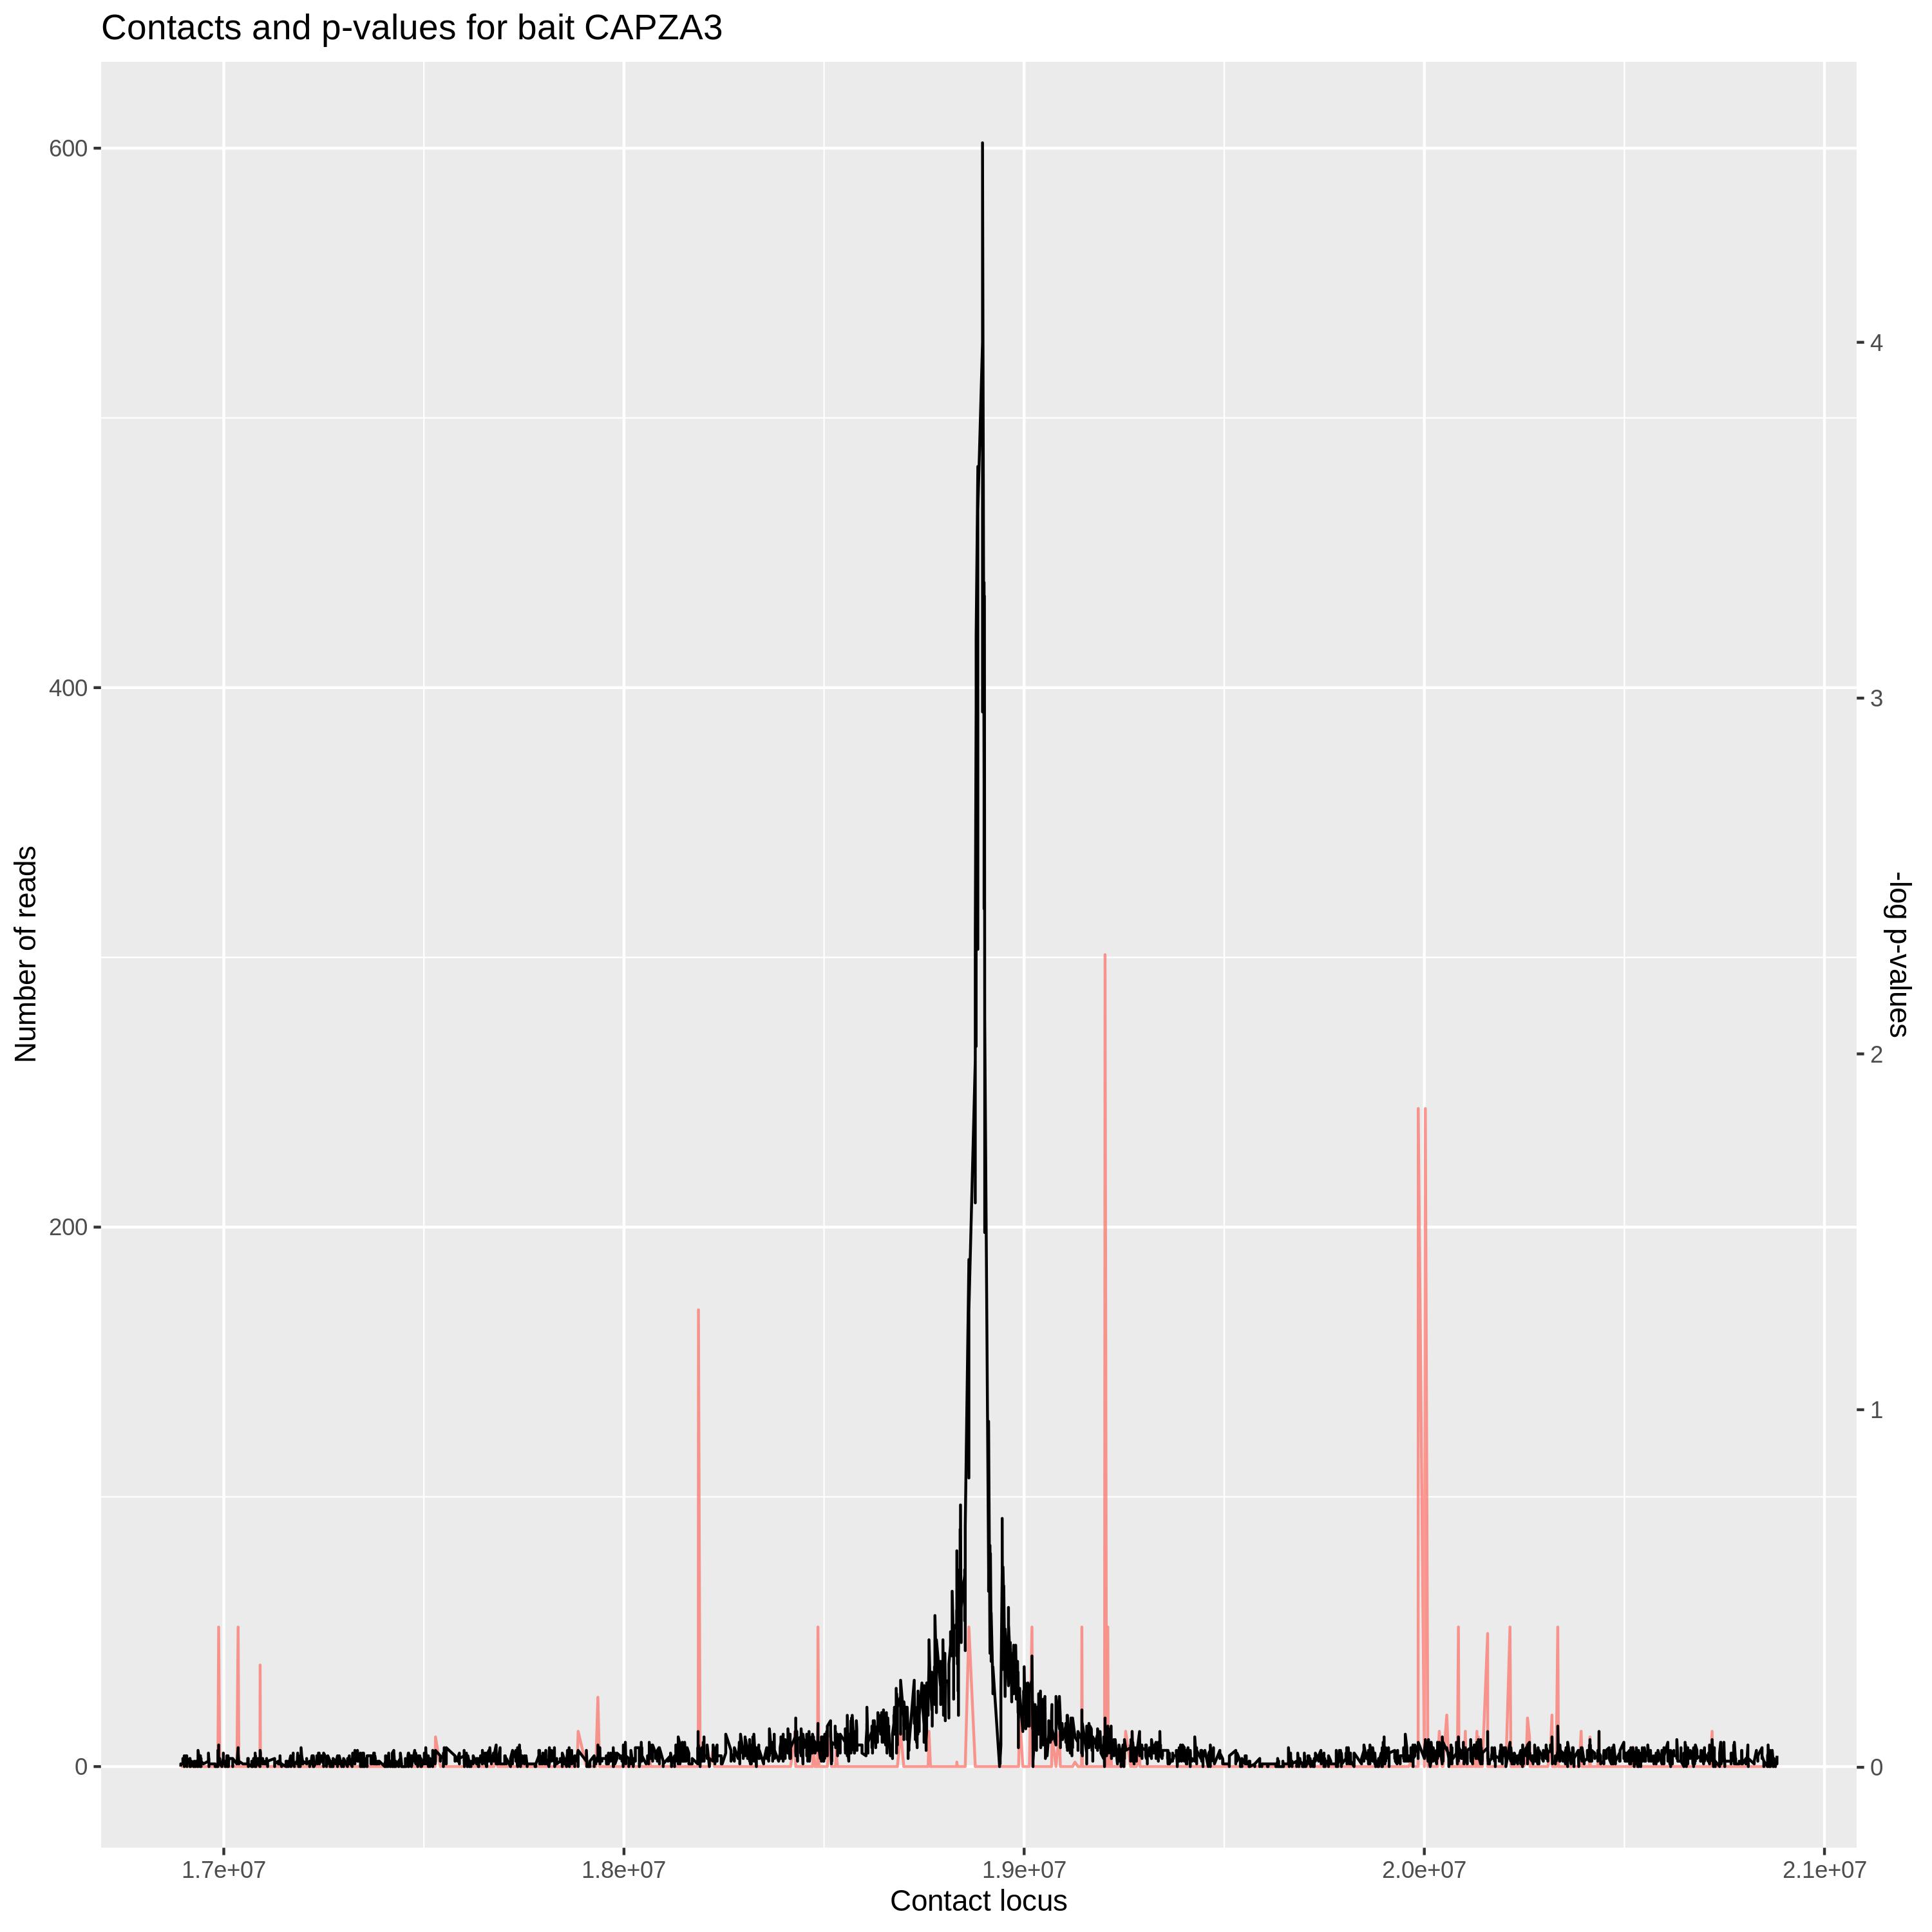 Contacts and p-values for bait CAPZA3
Number of reads
600
400
200
0
4
3
2
1
0
-log p-values
1.7e+07
1.8e+07
1.9e+07
2.0e+07
2.1e+07
Contact locus